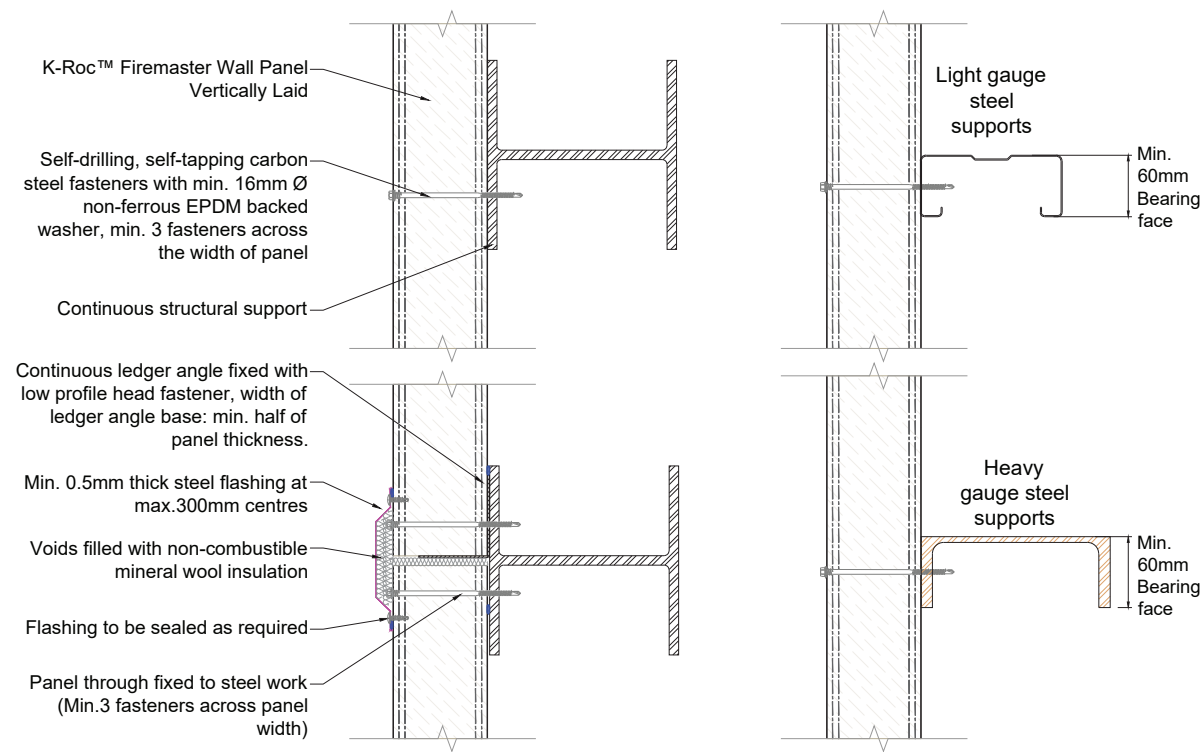 K-Roc™ Firemaster Wall Panel
Vertically Laid
Self-drilling, self-tapping carbon
steel fasteners with min. 16mm Ø
non-ferrous EPDM backed
washer, min. 3 fasteners across
the width of panel
Continuous structural support
Continuous ledger angle fixed with
low profile head fastener, width of
ledger angle base: min. half of
panel thickness.
Min. 0.5mm thick steel flashing at
max.300mm centres
Voids filled with non-combustible
mineral wool insulation
Flashing to be sealed as required
Panel through fixed to steel work
(Min.3 fasteners across panel
width)
Light gauge
steel
supports
Min.
60mm
Bearing
face
Heavy
gauge steel
supports
Min.
60mm
Bearing
face